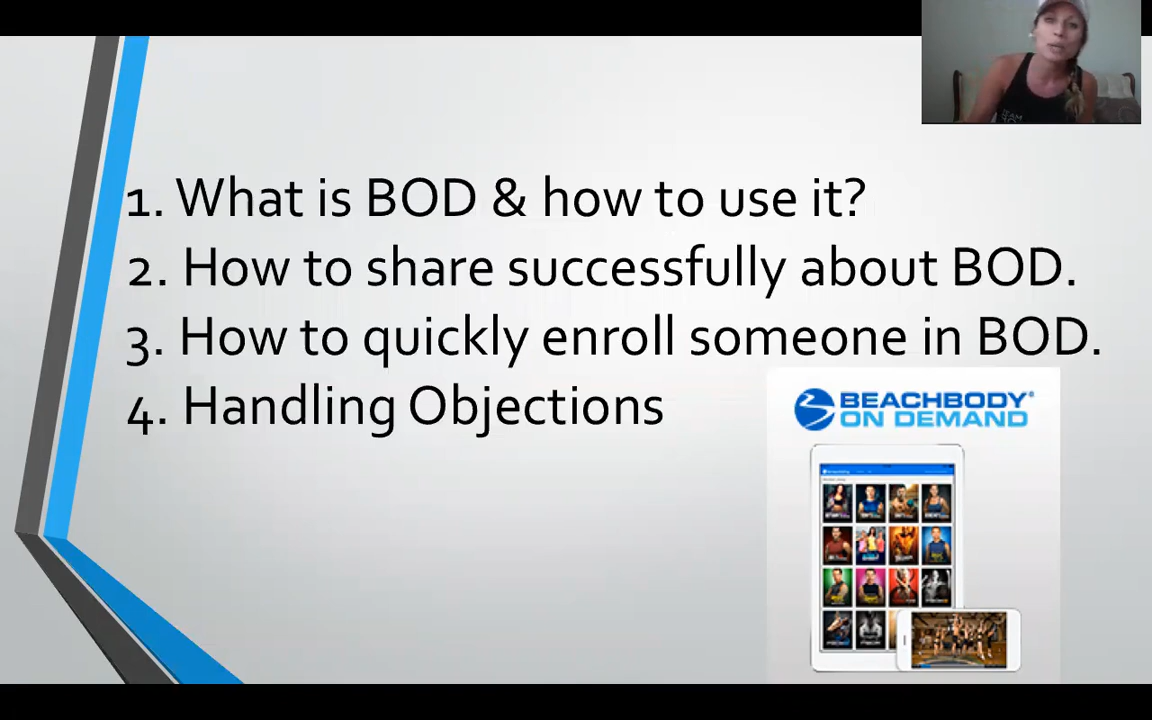 1. What is BOD & how to use it?
2. How to share successfully about BOD.
3. How to quickly enroll someone in BOD.
4. Handling Objections
BEACHBODY®
ON DEMAND
TEAM